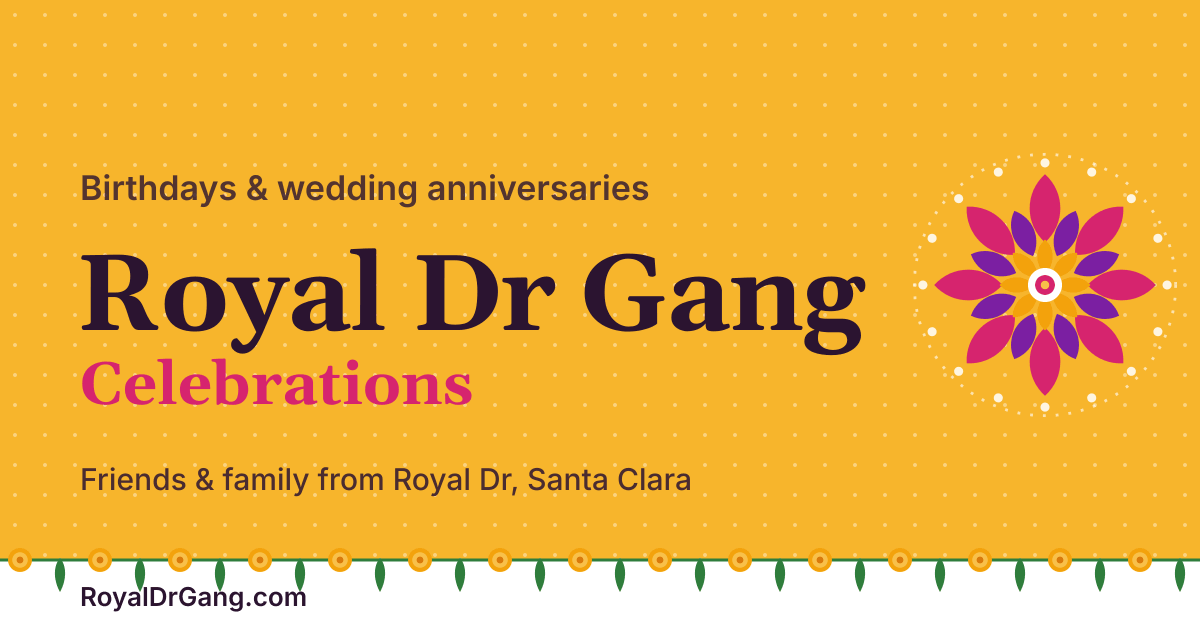 Birthdays & wedding anniversaries
Royal Dr Gang
Celebrations
Friends & family from Royal Dr, Santa Clara
RoyalDrGang.com